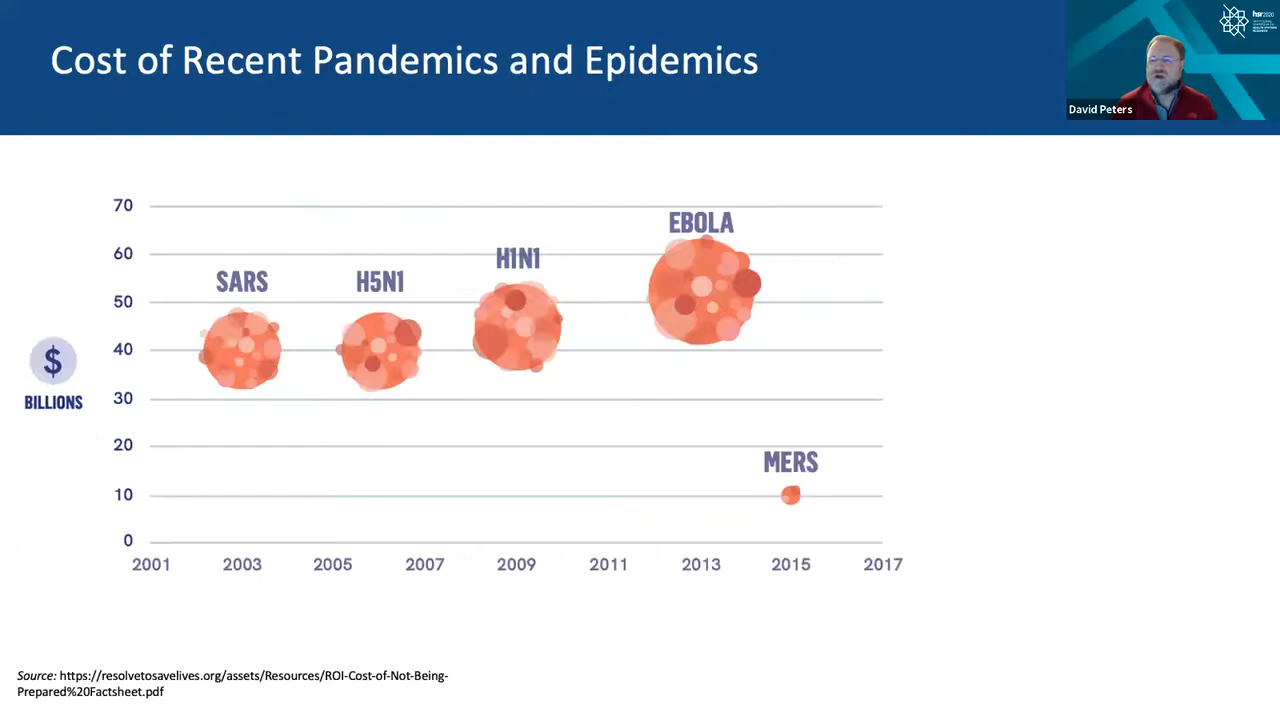 Cost of Recent Pandemics and Epidemics
hsr2020
David Peters
70
60
50
40
30
20
10
0
$
BILLIONS
SARS
H5N1
H1N1
EBOLA
MERS
2001 2003 2005 2007 2009 2011 2013 2015 2017
Source: https://resolvetosavelives.org/assets/Resources/ROI-Cost-of-Not-Being-
Prepared%20Factsheet.pdf